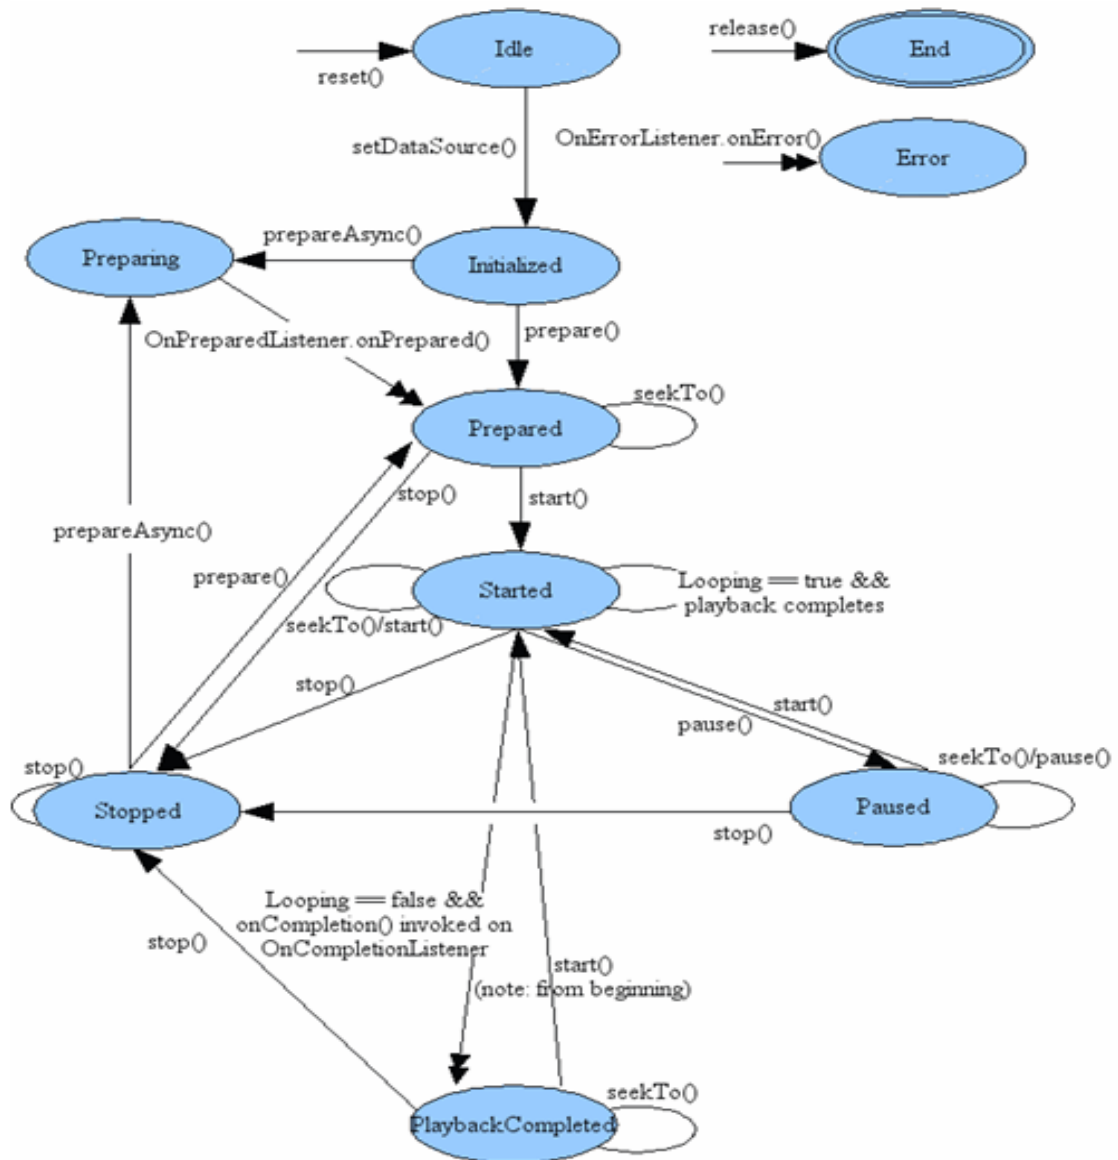 Idle
release()
End
reset()
OnErrorListener.onError()
Error
setDataSource()
Preparing
prepareAsync()
Initialized
OnPreparedListener.onPrepared()
prepare()
seekTo()
Prepared
stop()
start()
prepareAsync()
prepare()
Started
Looping == true &&
playback completes
seekTo()/start()
stop()
start()
pause()
seekTo()/pause()
stop()
Stopped
Paused
stop()
Looping == false &&
onCompletion() invoked on
OnCompletionListener
stop()
start()
(note: from beginning)
seekTo()
PlaybackCompleted